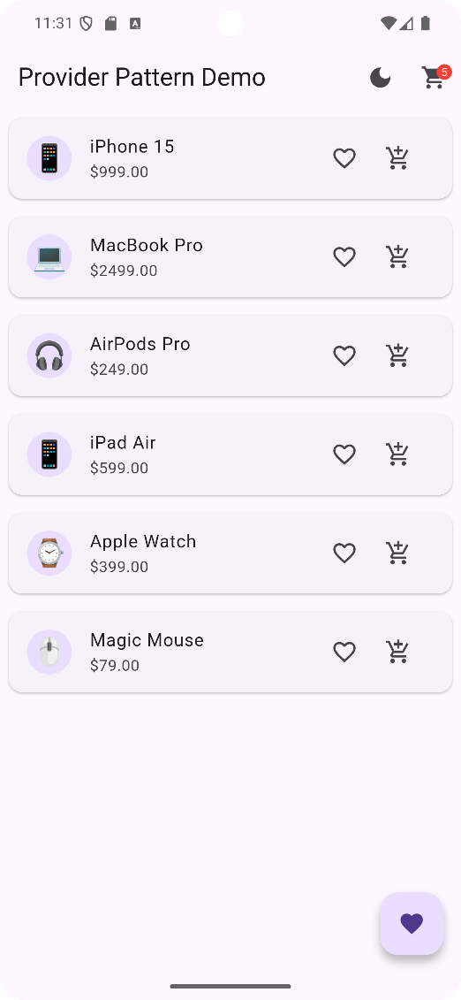 11:31
Provider Pattern Demo
5
iPhone 15
$999.00
MacBook Pro
$2499.00
AirPods Pro
$249.00
iPad Air
$599.00
Apple Watch
$399.00
Magic Mouse
$79.00